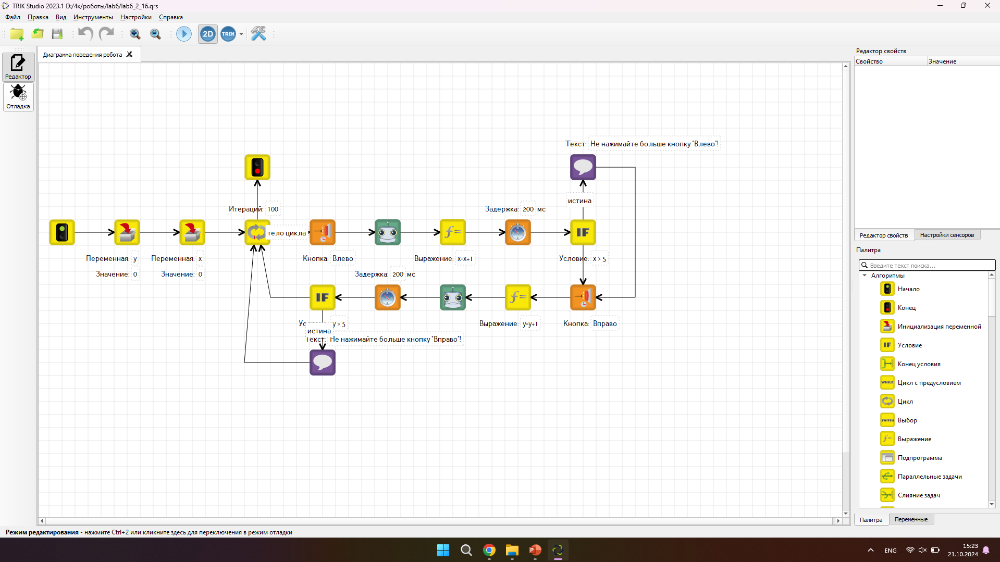 TRIK Studio 2023.1 D:/4к/роботы/lab6/lab6_2_16.qrs
Файл Правка Вид Инструменты Настройки Справка
2D TRIK
Редактор
Отладка
Диаграмма поведения робота
Текст: Не нажимайте больше кнопку "Влево"!
истина
Итераций: 100
Задержка: 200 мс
тело цикла
IF
Переменная: y
Значение: 0
Переменная: x
Значение: 0
Кнопка: Влево
Выражение: x=x+1
Условие: x > 5
Задержка: 200 мс
IF
y > 5
истина
Выражение: y=y+1
Кнопка: Вправо
Текст: Не нажимайте больше кнопку "Вправо"!
Редактор свойств
Свойство Значение
Редактор свойств Настройки сенсоров
Палитра
Введите текст поиска...
Алгоритмы
Начало
Конец
Инициализация переменной
IF Условие
Конец условия
WHILE Цикл с предусловием
Цикл
SWITCH Выбор
f= Выражение
Подпрограмма
Параллельные задачи
Слияние задач
Палитра Переменные
Режим редактирования - нажмите Ctrl+2 или кликните здесь для переключения в режим отладки
ENG
15:23
21.10.2024